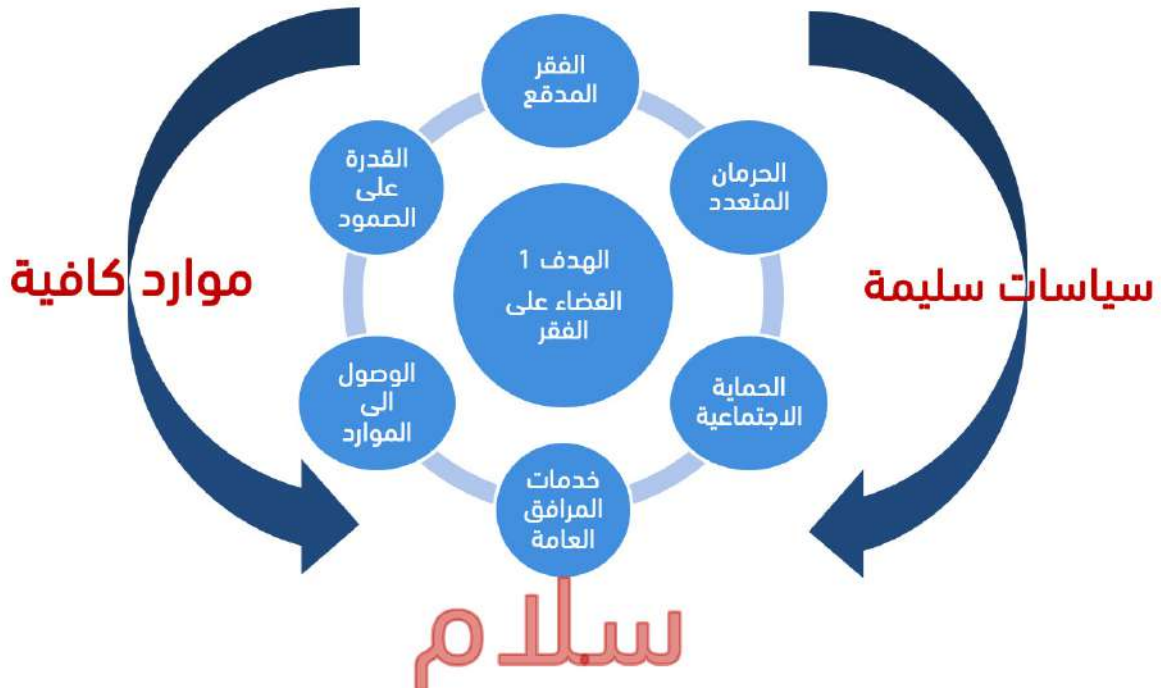 الفقر
المدقع
الحرمان
المتعدد
الحماية
الاجتماعية
خدمات
المرافق
العامة
الوصول
الى
الموارد
القدرة
على
الصمود
الهدف 1
القضاء على
الفقر
سياسات سليمة
موارد كافية
سلام